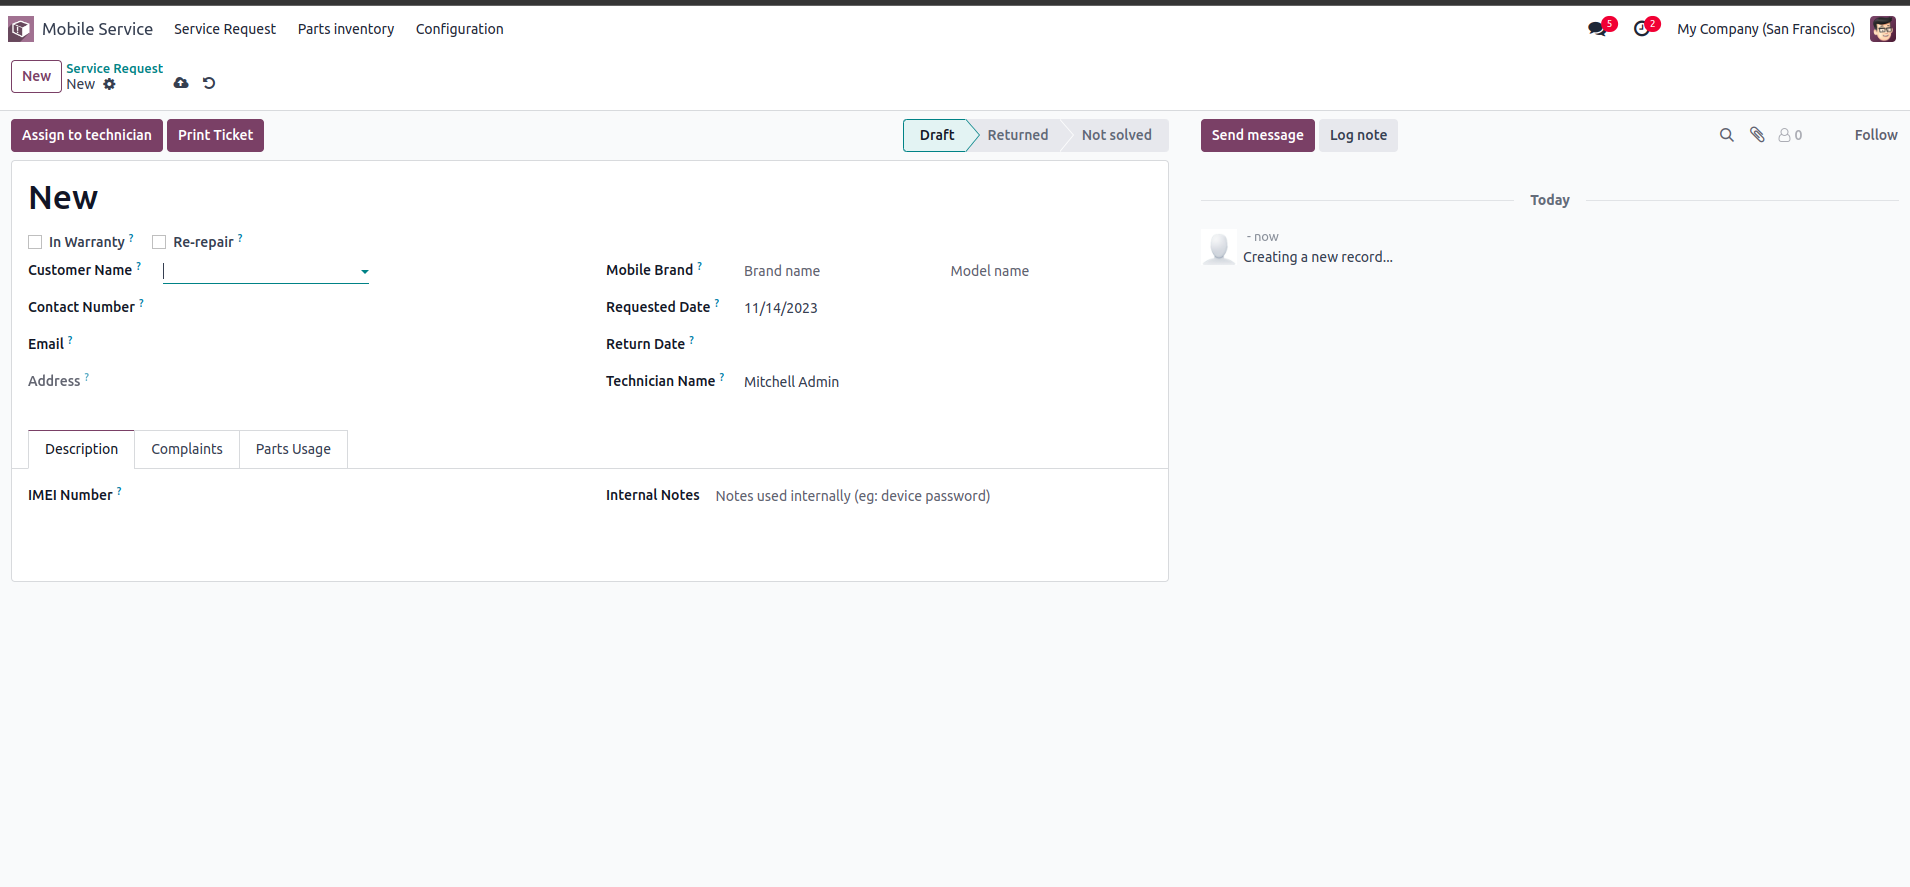 Mobile Service Service Request Parts inventory Configuration 5 2 My Company (San Francisco)
New Service Request
New
Assign to technician Print Ticket Draft Returned Not solved Send message Log note 0 Follow
New
Today
In Warranty ? Re-repair ?
- now
Creating a new record...
Customer Name ? Mobile Brand ? Brand name Model name
Contact Number ? Requested Date ? 11/14/2023
Email ? Return Date ?
Address ? Technician Name ? Mitchell Admin
Description Complaints Parts Usage
IMEI Number ? Internal Notes Notes used internally (eg: device password)